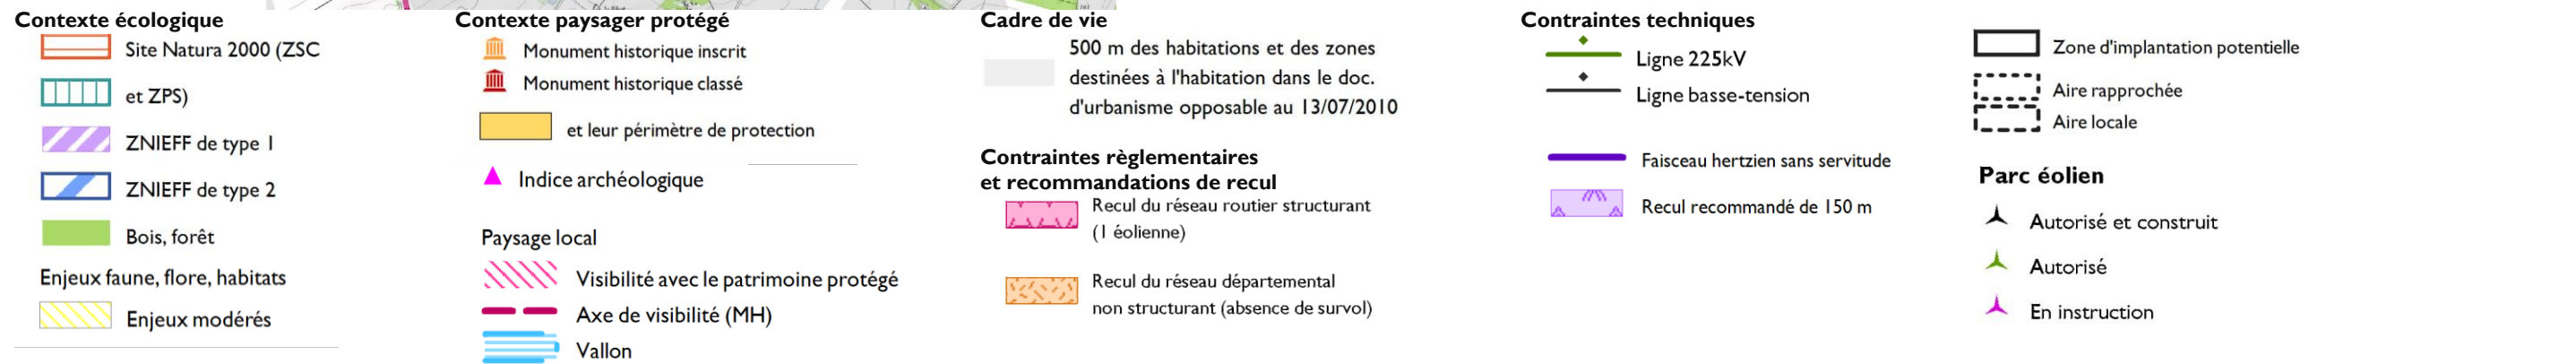 Contexte écologique
Site Natura 2000 (ZSC
et ZPS)
ZNIEFF de type 1
ZNIEFF de type 2
Bois, forêt
Enjeux faune, flore, habitats
Enjeux modérés
Contexte paysager protégé
Monument historique inscrit
Monument historique classé
et leur périmètre de protection
Indice archéologique
Paysage local
Visibilité avec le patrimoine protégé
Axe de visibilité (MH)
Vallon
Cadre de vie
500 m des habitations et des zones
destinées à l'habitation dans le doc.
d'urbanisme opposable au 13/07/2010
Contraintes règlementaires
et recommandations de recul
Recul du réseau routier structurant
(1 éolienne)
Recul du réseau départemental
non structurant (absence de survol)
Contraintes techniques
Ligne 225kV
Ligne basse-tension
Faisceau hertzien sans servitude
Recul recommandé de 150 m
Zone d'implantation potentielle
Aire rapprochée
Aire locale
Parc éolien
Autorisé et construit
Autorisé
En instruction